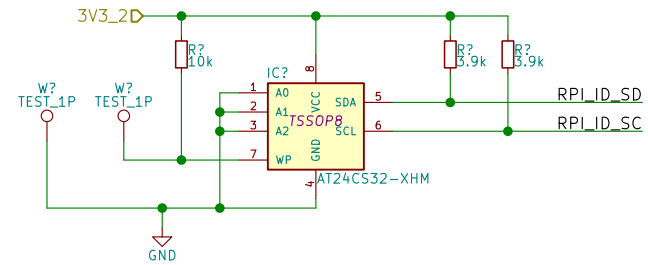 3V3_2
R?
10k
R?
3.9k
R?
3.9k
IC?
W?
TEST_1P
W?
TEST_1P
8
1
A0
VCC
2
A1
TSSOP8
SDA
5
RPI_ID_SD
3
A2
SCL
6
RPI_ID_SC
7
WP
GND
4
AT24CS32-XHM
GND